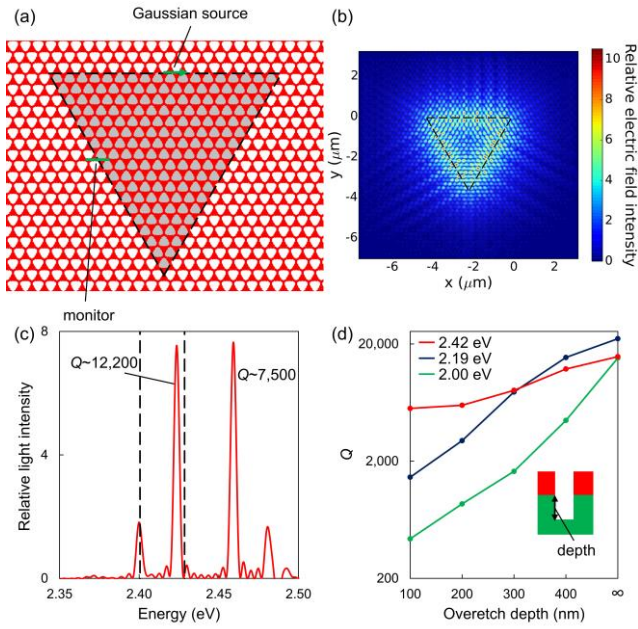 (a)
Gaussian source
monitor
(b)
2
0
-2
-4
-6
y (μm)
-6
-4
-2
0
2
x (μm)
10
8
6
4
2
0
Relative electric field intensity
(c)
8
4
0
Relative light intensity
Q~12,200
Q~7,500
2.35
2.40
2.45
2.50
Energy (eV)
(d)
20,000
2,000
200
Q
2.42 eV
2.19 eV
2.00 eV
depth
100
200
300
400
∞
Overetch depth (nm)